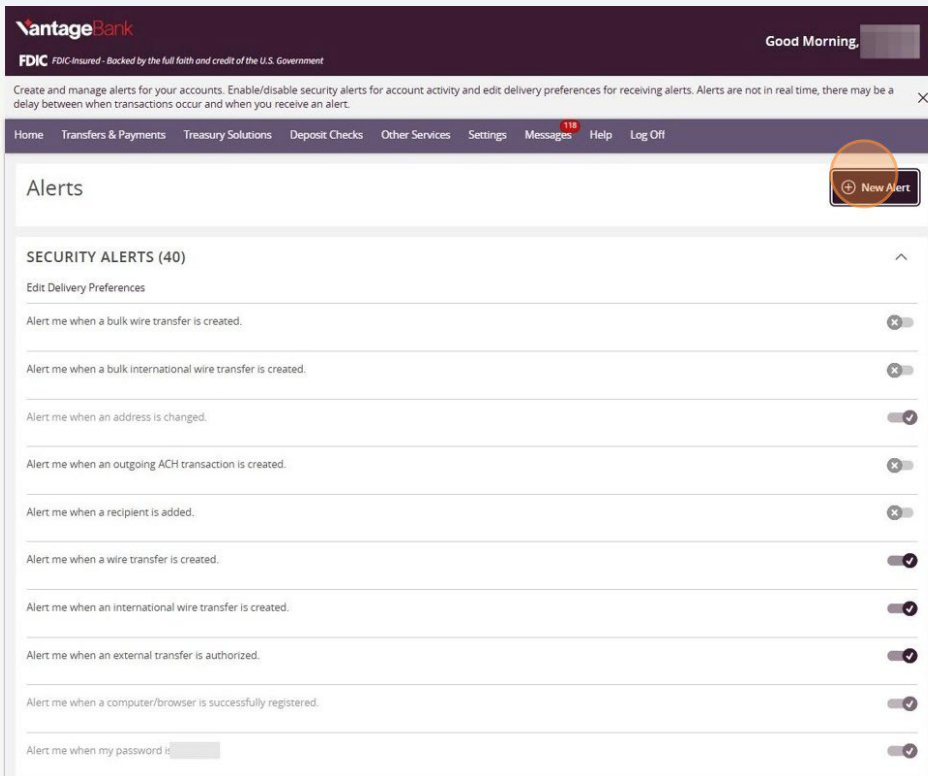 VantageBank
Good Morning,
FDIC FDIC-Insured - Backed by the full faith and credit of the U.S. Government
Create and manage alerts for your accounts. Enable/disable security alerts for account activity and edit delivery preferences for receiving alerts. Alerts are not in real time, there may be a
delay between when transactions occur and when you receive an alert.
Home Transfers & Payments Treasury Solutions Deposit Checks Other Services Settings Messages 118 Help Log Off
Alerts
New Alert
SECURITY ALERTS (40)
Edit Delivery Preferences
Alert me when a bulk wire transfer is created.
Alert me when a bulk international wire transfer is created.
Alert me when an address is changed.
Alert me when an outgoing ACH transaction is created.
Alert me when a recipient is added.
Alert me when a wire transfer is created.
Alert me when an international wire transfer is created.
Alert me when an external transfer is authorized.
Alert me when a computer/browser is successfully registered.
Alert me when my password is